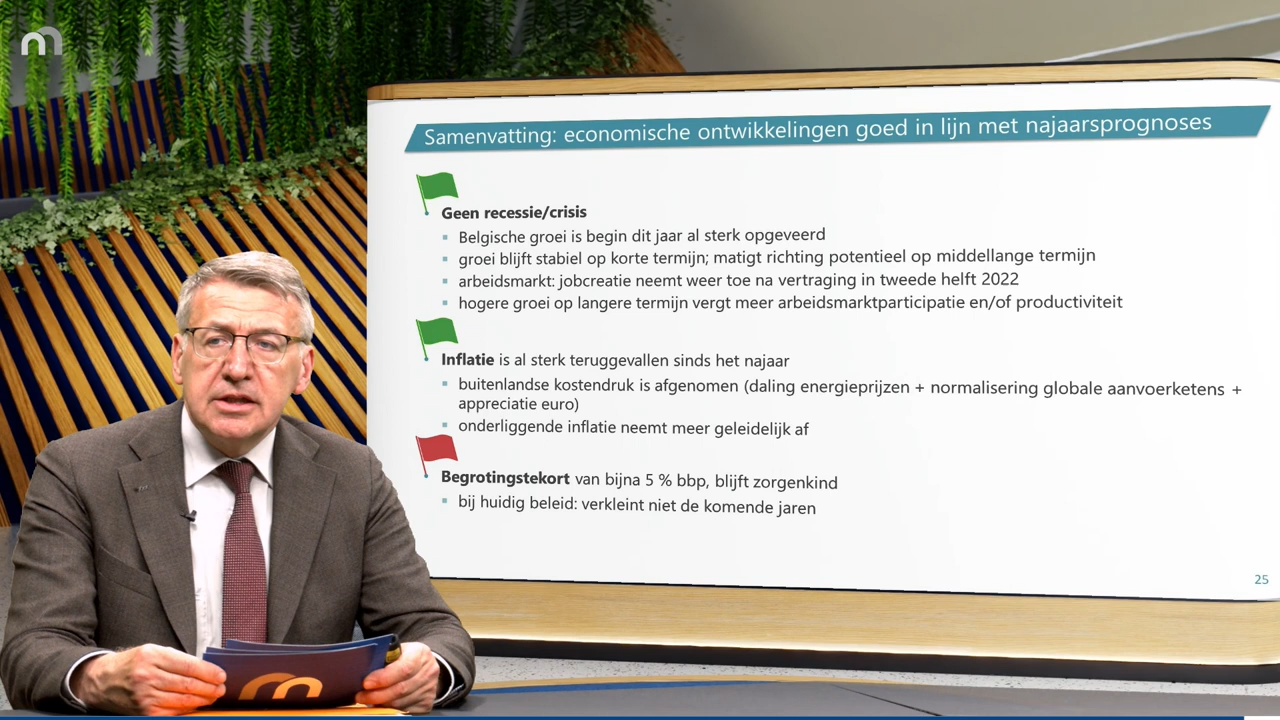 Samenvatting: economische ontwikkelingen goed in lijn met najaarsprognoses
Geen recessie/crisis
Belgische groei is begin dit jaar al sterk opgeveerd
groei blijft stabiel op korte termijn; matigt richting potentieel op middellange termijn
arbeidsmarkt: jobcreatie neemt weer toe na vertraging in tweede helft 2022
hogere groei op langere termijn vergt meer arbeidsmarktparticipatie en/of productiviteit
Inflatie is al sterk teruggevallen sinds het najaar
buitenlandse kostendruk is afgenomen (daling energieprijzen + normalisering globale aanvoerketens +
appreciatie euro)
onderliggende inflatie neemt meer geleidelijk af
Begrotingstekort van bijna 5 % bbp, blijft zorgenkind
bij huidig beleid: verkleint niet de komende jaren
25